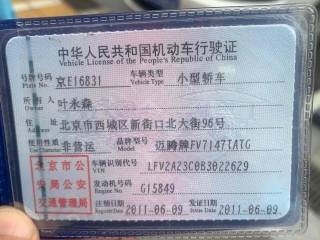 中华人民共和国机动车行驶证
Vehicle License of the People's Republic of China
号牌号码 京E16831 车辆类型 小型轿车
Plate No. Vehicle Type
所有人 叶永森
Owner
住址 北京市西城区新街口北大街96号
Address
使用性质 非营运 品牌型号 迈腾牌FV7147TATG
Use Character Model
北京市公安局公安交通管理局
车辆识别代号 LFV2A23C0B3022629
VIN
发动机号码 G15849
Engine No.
注册日期 2011-06-09 发证日期 2011-06-09
Register Date Issue Date